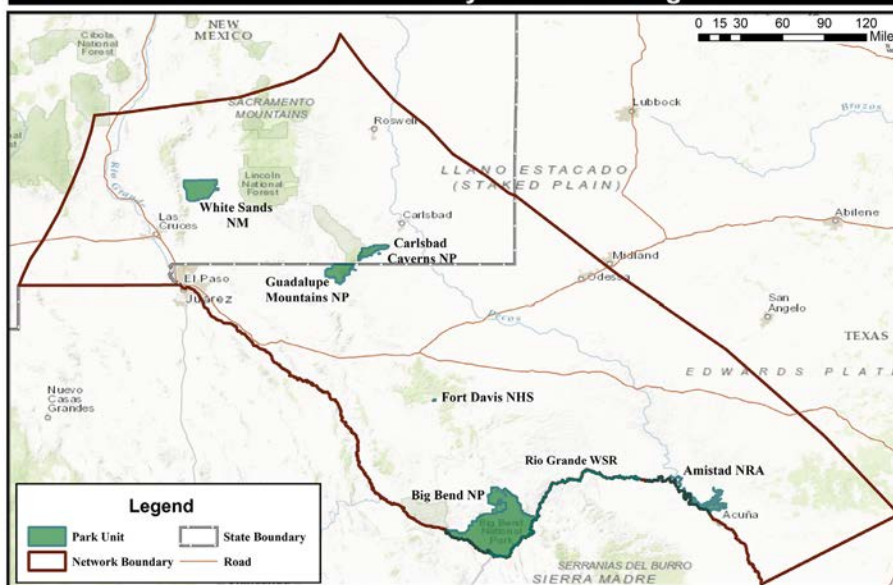 NEW
MEXICO
Cibola
National
Forest
0 15 30 60 90 120
Mile
SACRAMENTO
MOUNTAINS
Roswell
Lubbock
Brazos
Rio Grande
Lincoln
National
Forest
LLANO ESTACADO
(STAKED PLAIN)
White Sands
NM
Las
Cruces
Carlsbad
Abilene
Carlsbad
Caverns NP
Midland
Odessa
El Paso
Juárez
Guadalupe
Mountains NP
San
Angelo
Pecos
TEXAS
EDWARDS PLAT
Nuevo
Casas
Grandes
Fort Davis NHS
Rio Grande WSR
Amistad NRA
Big Bend NP
Acuña
Big Bend
National
Park
SERRANIAS DEL BURRO
SIERRA MADRE
Legend
Park Unit
State Boundary
Network Boundary
Road